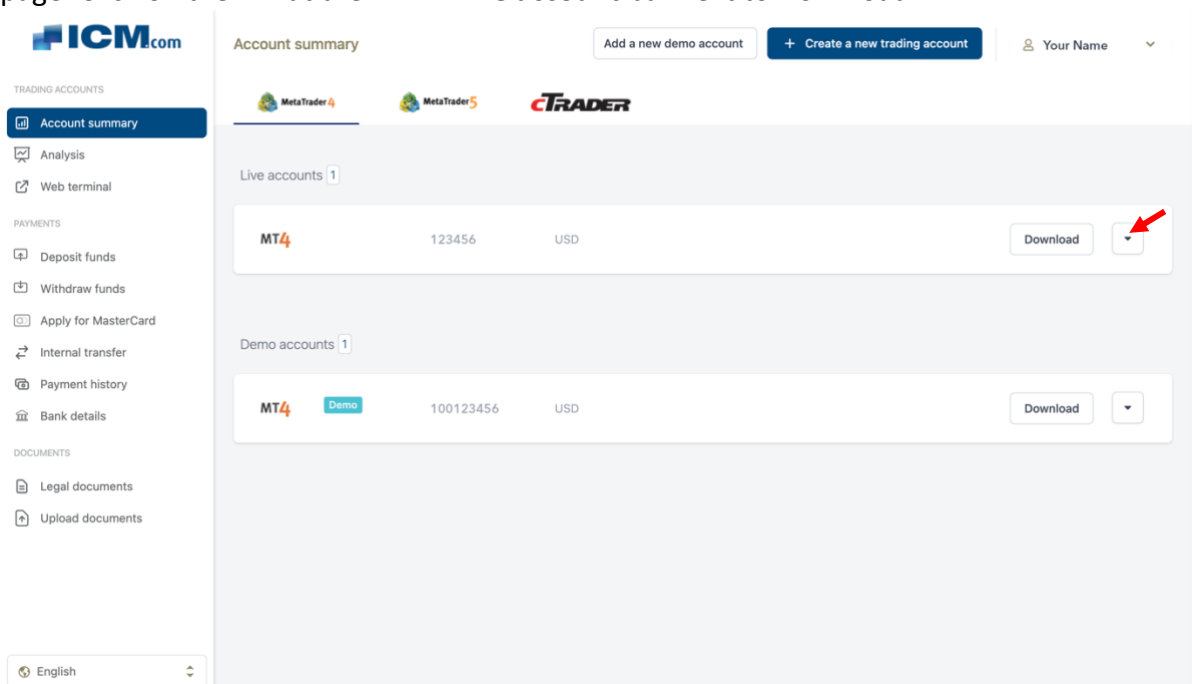 ICM.com
Account summary
Add a new demo account
+ Create a new trading account
Your Name
TRADING ACCOUNTS
MetaTrader 4
MetaTrader 5
cTRADER
Account summary
Analysis
Web terminal
Live accounts 1
PAYMENTS
MT4
123456
USD
Download
Deposit funds
Withdraw funds
Apply for MasterCard
Internal transfer
Demo accounts 1
Payment history
MT4
Demo
100123456
USD
Download
Bank details
DOCUMENTS
Legal documents
Upload documents
English